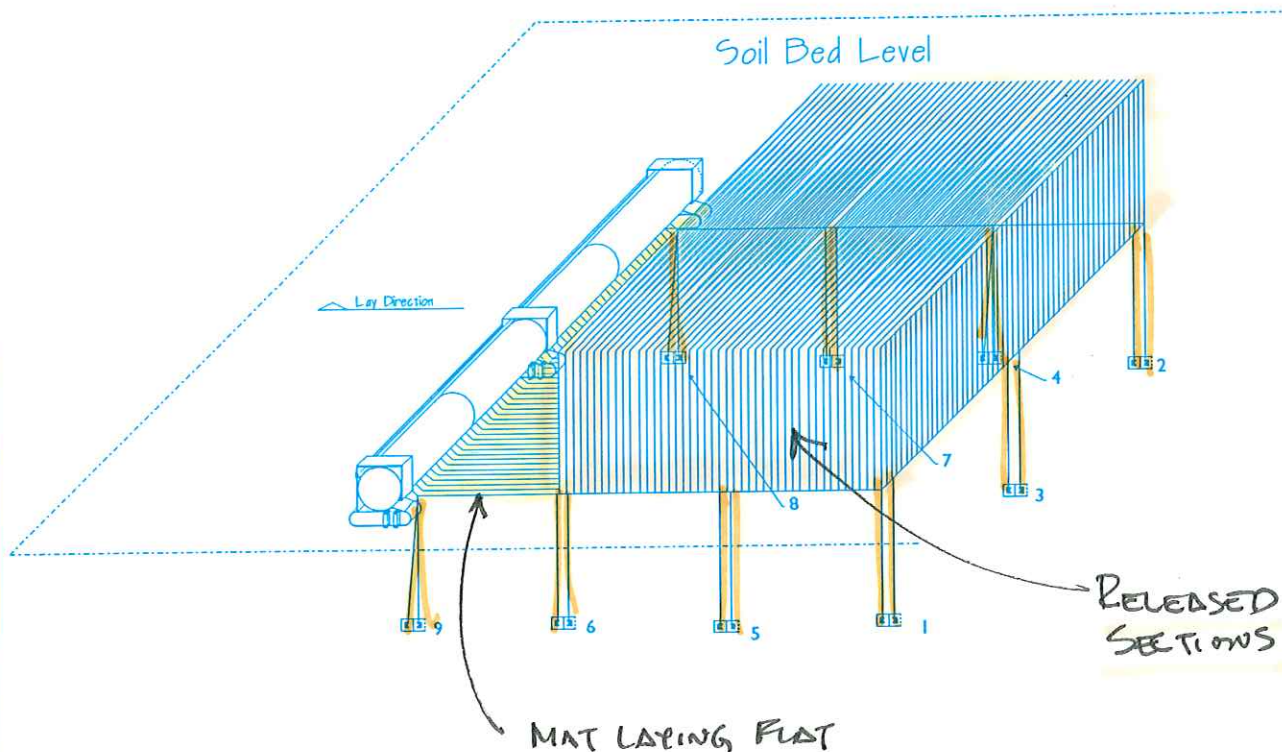 Soil Bed Level
Lay Direction
2
4
7
3
8
9
6
5
1
RELEASED
SECTIONS
MAT LAYING FLAT